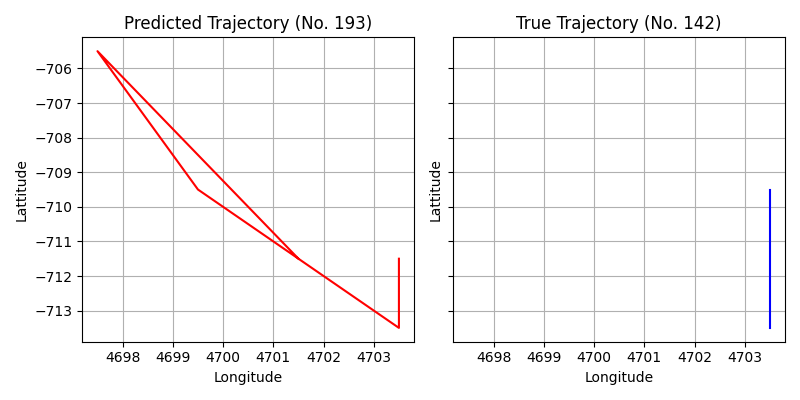 Predicted Trajectory (No. 193)
True Trajectory (No. 142)
Lattitude
−706
−707
−708
−709
−710
−711
−712
−713
4698 4699 4700 4701 4702 4703
Longitude
Lattitude
4698 4699 4700 4701 4702 4703
Longitude